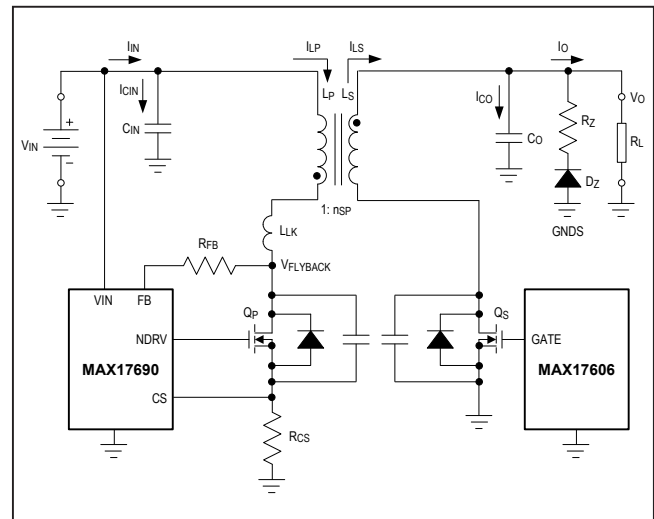 IIN
ILP
ILS
IO
ICIN
LP
LS
ICO
VO
CIN
VIN
RZ
CO
RL
DZ
1: nSP
GNDS
LLK
RFB
VFLYBACK
VIN
FB
QP
QS
NDRV
GATE
MAX17690
MAX17606
CS
RCS